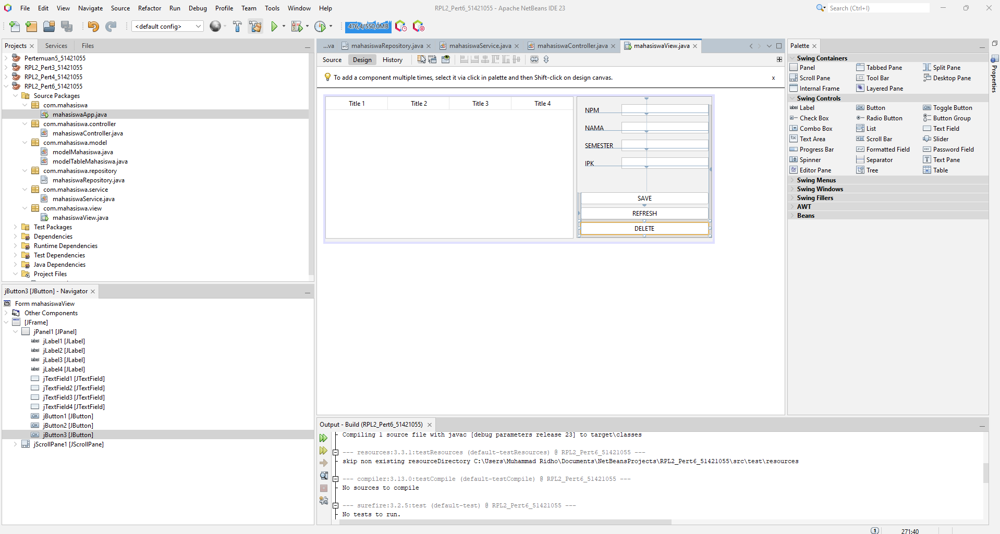 File Edit View Navigate Source Refactor Run Debug Profile Team Tools Window Help
RPL2_Pert6_51421055 - Apache NetBeans IDE 23
Search (Ctrl+I)
<default config>
476,4/550,0MB
Projects Services Files
Pertemuan5_51421055
RPL2_Pert3_51421055
RPL2_Pert4_51421055
RPL2_Pert6_51421055
Source Packages
com.mahasiswa
mahasiswaApp.java
com.mahasiswa.controller
mahasiswaController.java
com.mahasiswa.model
modelMahasiswa.java
modelTableMahasiswa.java
com.mahasiswa.repository
mahasiswaRepository.java
com.mahasiswa.service
mahasiswaService.java
com.mahasiswa.view
mahasiswaView.java
Test Packages
Dependencies
Runtime Dependencies
Test Dependencies
Java Dependencies
Project Files
jButton3 [JButton] - Navigator
Form mahasiswaView
Other Components
[JFrame]
jPanel1 [JPanel]
label jLabel1 [JLabel]
label jLabel2 [JLabel]
label jLabel3 [JLabel]
label jLabel4 [JLabel]
jTextField1 [JTextField]
jTextField2 [JTextField]
jTextField3 [JTextField]
jTextField4 [JTextField]
OK jButton1 [JButton]
OK jButton2 [JButton]
OK jButton3 [JButton]
jScrollPane1 [JScrollPane]
...va mahasiswaRepository.java mahasiswaService.java mahasiswaController.java mahasiswaView.java
Source Design History
To add a component multiple times, select it via click in palette and then Shift-click on design canvas. x
Title 1 Title 2 Title 3 Title 4
NPM
NAMA
SEMESTER
IPK
SAVE
REFRESH
DELETE
Output - Build (RPL2_Pert6_51421055)
Compiling 1 source file with javac [debug parameters release 23] to target\classes
--- resources:3.3.1:testResources (default-testResources) @ RPL2_Pert6_51421055 ---
skip non existing resourceDirectory C:\Users\Muhammad Ridho\Documents\NetBeansProjects\RPL2_Pert6_51421055\src\test\resources
--- compiler:3.13.0:testCompile (default-testCompile) @ RPL2_Pert6_51421055 ---
No sources to compile
--- surefire:3.2.5:test (default-test) @ RPL2_Pert6_51421055 ---
No tests to run.
Palette
Swing Containers
Panel Tabbed Pane Split Pane
Scroll Pane Tool Bar Desktop Pane
Internal Frame Layered Pane
Swing Controls
label Label OK Button ON Toggle Button
Check Box Radio Button Button Group
Combo Box List Text Field
Text Area Scroll Bar Slider
Progress Bar Formatted Field Password Field
Spinner Separator Text Pane
Editor Pane Tree Table
Swing Menus
Swing Windows
Swing Fillers
AWT
Beans
Properties
1 271:40